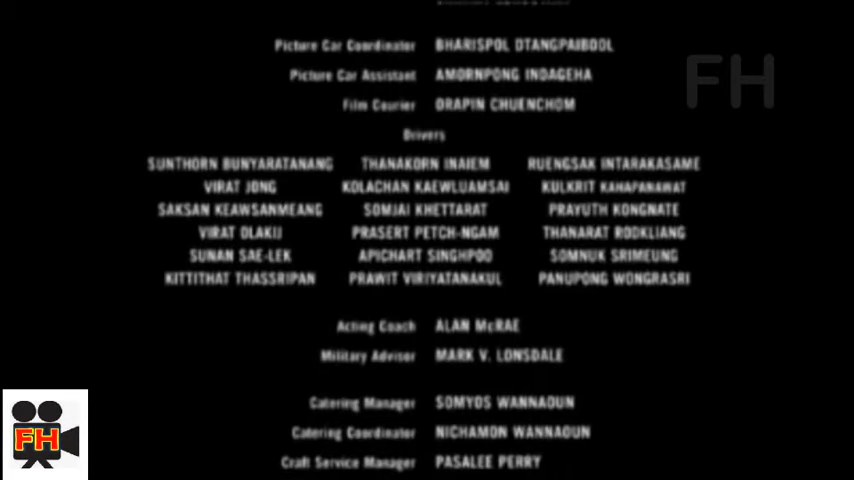 Picture Car Coordinator BHARISPOL DTANGPAIBOOL
Picture Car Assistant AMORNPONG INDAGEHA
FH
Film Courier ORAPIN CHUENCHOM
Drivers
SUNTHORN BUNYARATANANG THANAKORN INAIEM RUENGSAK INTARAKASAME
VIRAT JONG KOLACHAN KAEWLUAMSAI KULKRIT KAHAPANAWAT
SAKSAN KEAWSANMEANG SOMJAI KHETTARAT PRAYUTH KONGNATE
VIRAT OLAKIJ PRASERT PETCH-NGAM THANARAT RODKLIANG
SUNAN SAE-LEK APICHART SINGHPOO SOMNUK SRIMEUNG
KITTITHAT THASSRIPAN PRAWIT VIRIYATANAKUL PANUPONG WONGRASRI
Acting Coach ALAN McRAE
Military Advisor MARK V. LONSDALE
Catering Manager SOMYOS WANNAOUN
Catering Coordinator NICHAMON WANNAOUN
Craft Service Manager PASALEE PERRY
FH